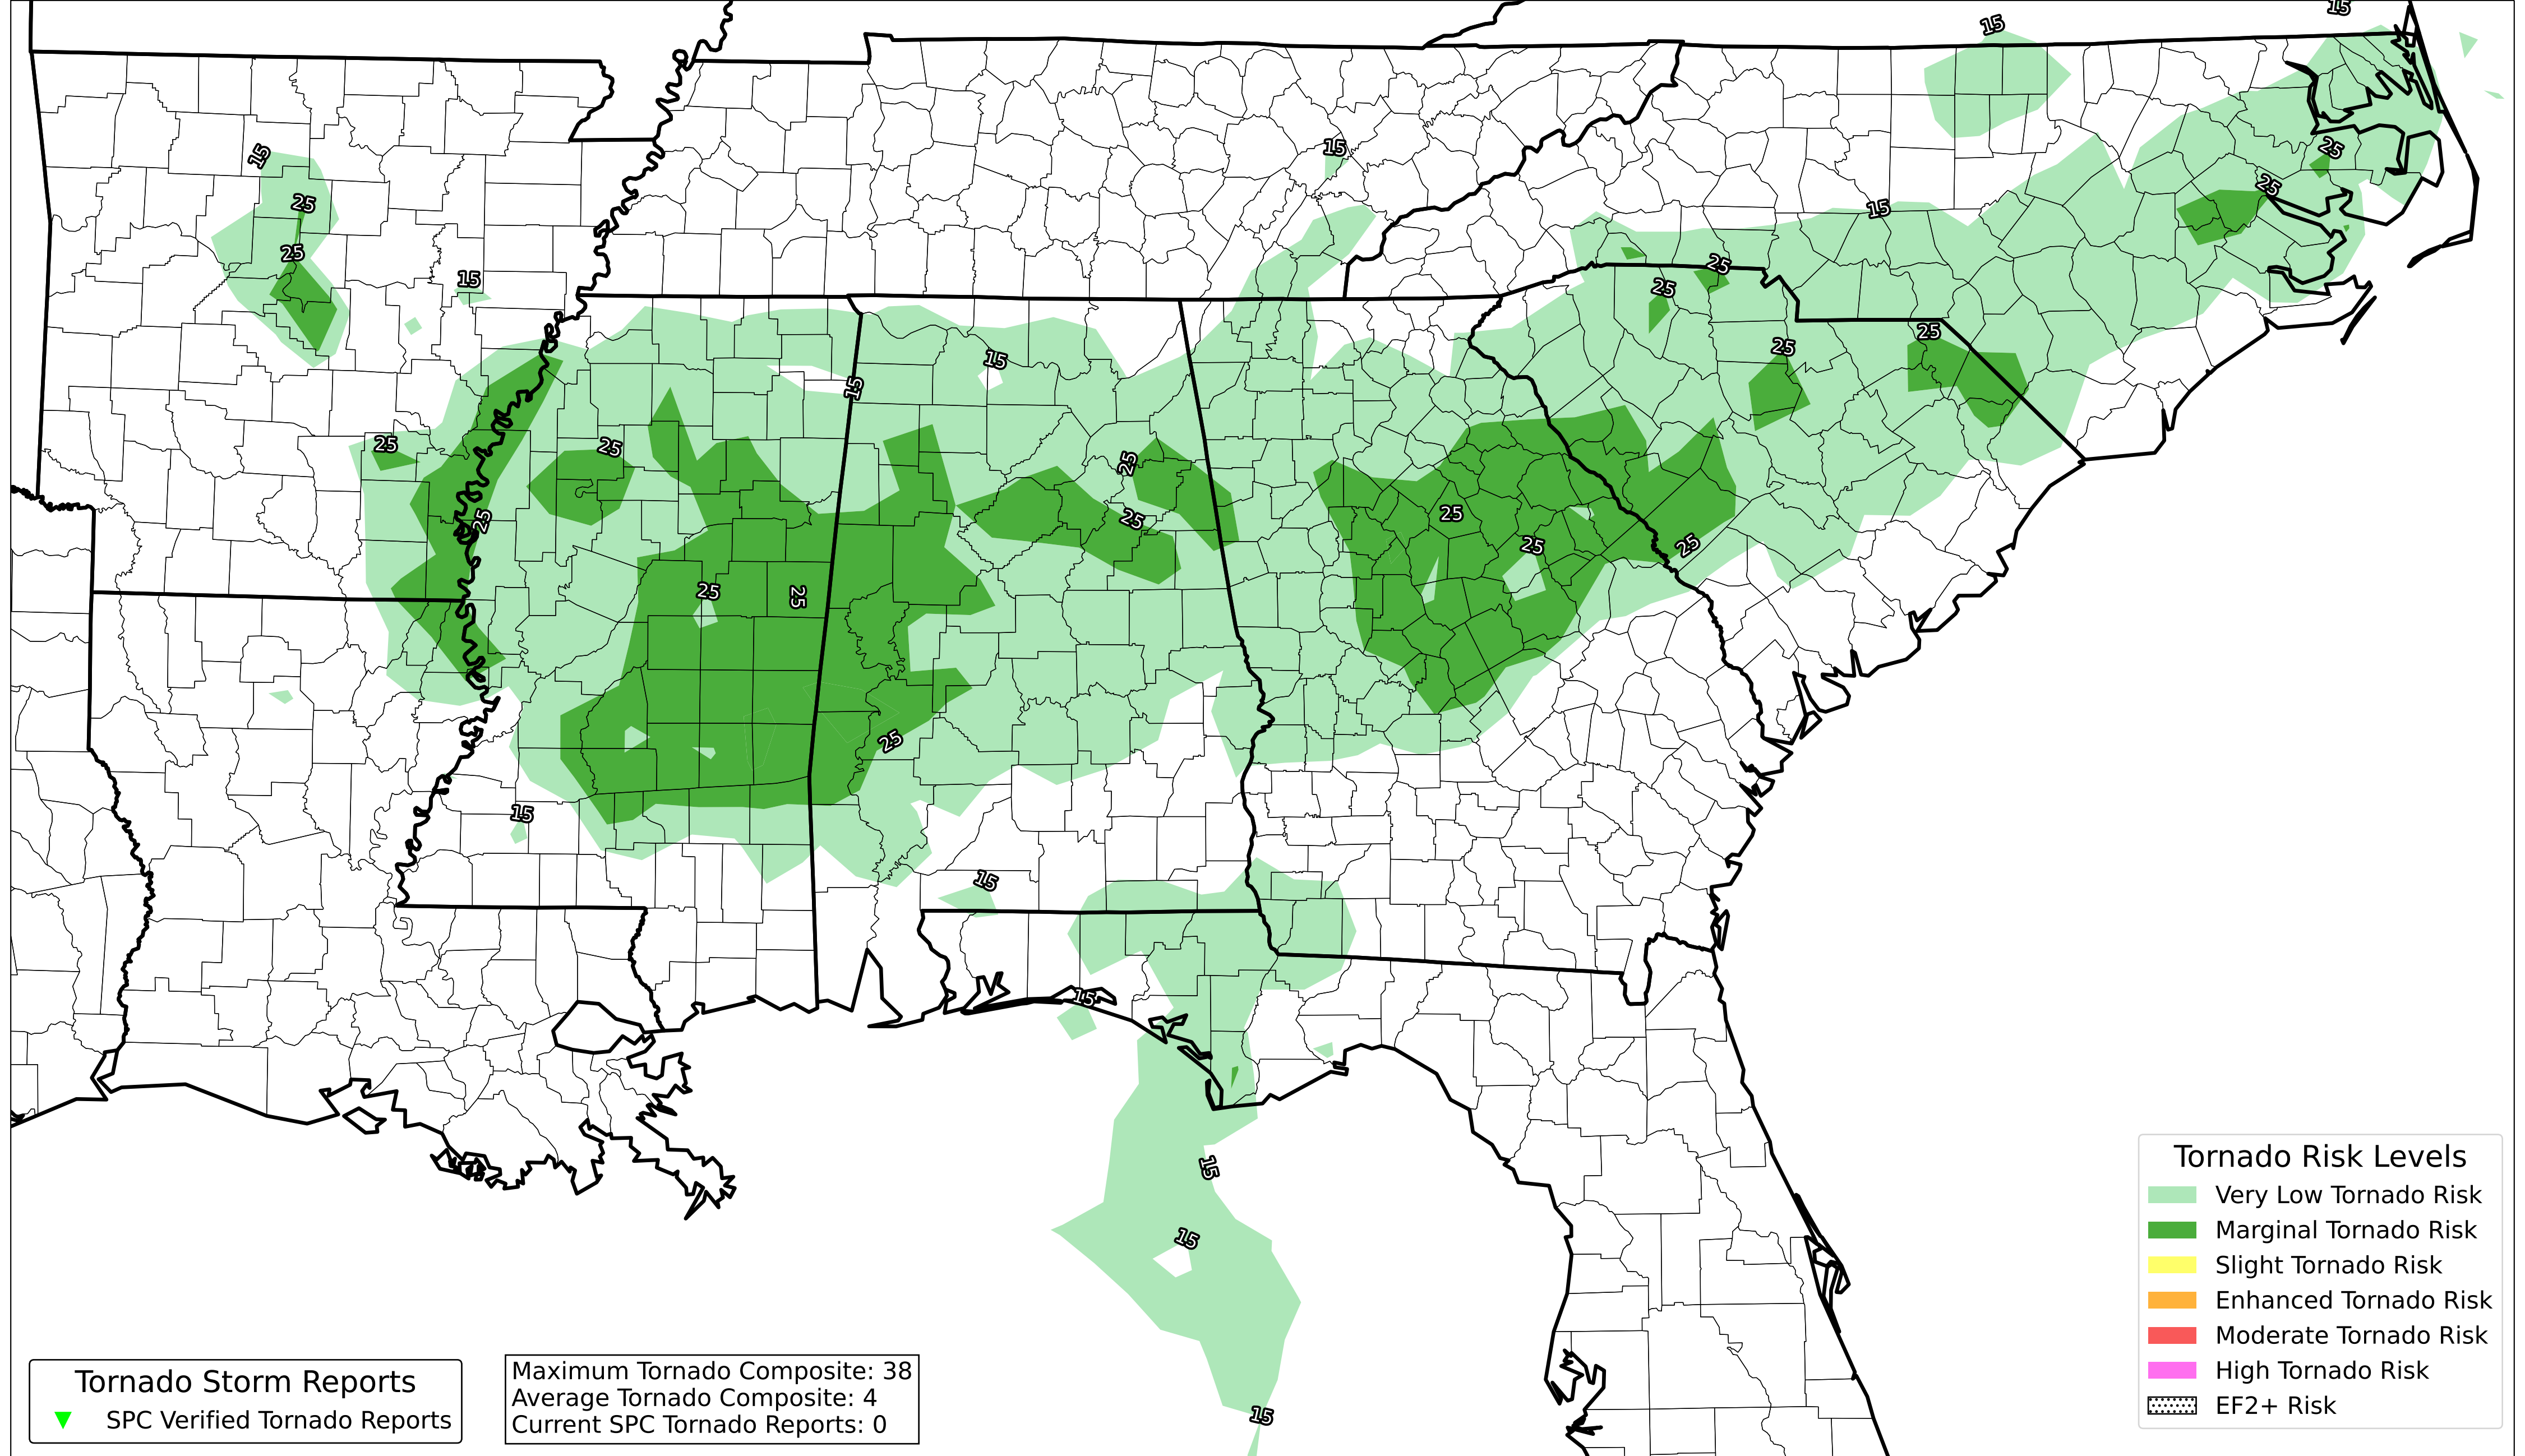 15
15
15
15
25
15
25
25
25
15
15
25
25
25
25
25
15
15
25
25
25
25
25
25
25
25
25
25
25
15
15
15
15
15
15
Tornado Risk Levels
Very Low Tornado Risk
Marginal Tornado Risk
Slight Tornado Risk
Enhanced Tornado Risk
Moderate Tornado Risk
High Tornado Risk
EF2+ Risk
Tornado Storm Reports
SPC Verified Tornado Reports
Maximum Tornado Composite: 38
Average Tornado Composite: 4
Current SPC Tornado Reports: 0